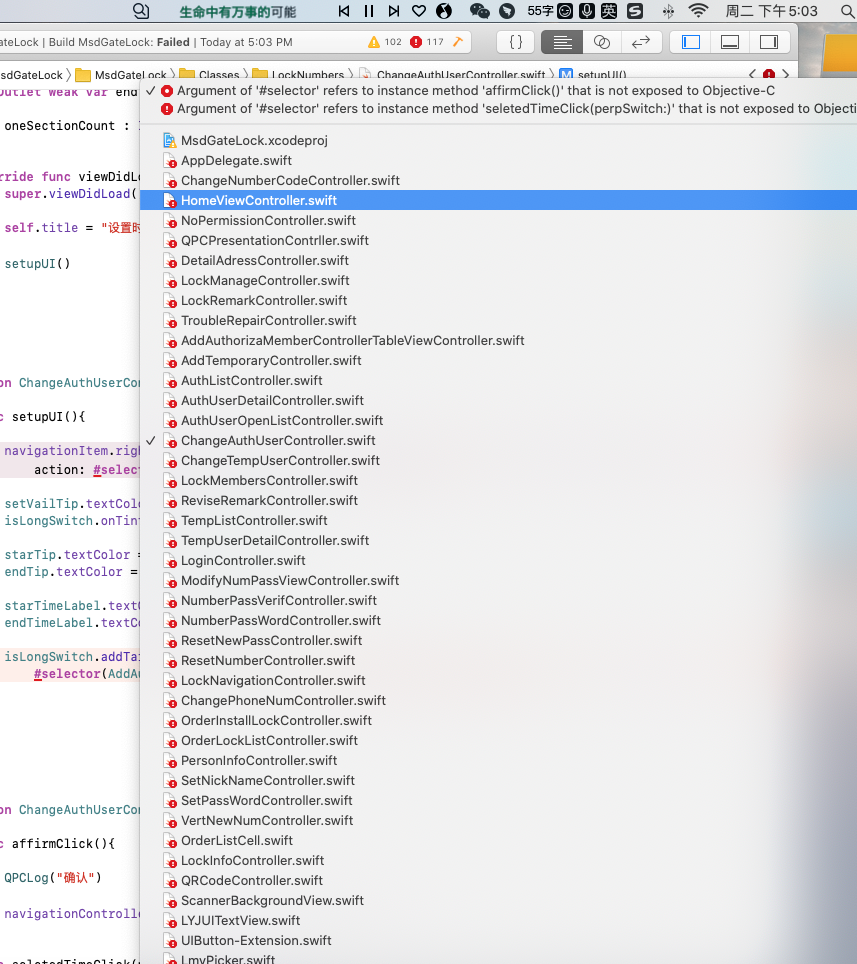 生命中有万事的可能
55字
英
周二 下午5:03
ateLock | Build MsdGateLock: Failed | Today at 5:03 PM
102
117
sdGateLock
MsdGateLock
Classes
LockNumbers
ChangeAuthUserController.swift
setupUI()
Outlet weak var end
Argument of '#selector' refers to instance method 'affirmClick()' that is not exposed to Objective-C
Argument of '#selector' refers to instance method 'seletedTimeClick(perpSwitch:)' that is not exposed to Objecti
oneSectionCount :
MsdGateLock.xcodeproj
AppDelegate.swift
rride func viewDidLo
ChangeNumberCodeController.swift
super.viewDidLoad(
HomeViewController.swift
NoPermissionController.swift
self.title = "设置时
QPCPresentationContrller.swift
setupUI()
DetailAdressController.swift
LockManageController.swift
LockRemarkController.swift
TroubleRepairController.swift
AddAuthorizaMemberControllerTableViewController.swift
AddTemporaryController.swift
on ChangeAuthUserCon
AuthListController.swift
AuthUserDetailController.swift
c setupUI(){
AuthUserOpenListController.swift
ChangeAuthUserController.swift
navigationItem.righ
ChangeTempUserController.swift
action: #select
LockMembersController.swift
setVailTip.textColo
ReviseRemarkController.swift
isLongSwitch.onTin
TempListController.swift
TempUserDetailController.swift
starTip.textColor =
LoginController.swift
endTip.textColor =
ModifyNumPassViewController.swift
starTimeLabel.textC
NumberPassVerifController.swift
endTimeLabel.textCo
NumberPassWordController.swift
ResetNewPassController.swift
isLongSwitch.addTar
ResetNumberController.swift
#selector(AddAu
LockNavigationController.swift
ChangePhoneNumController.swift
OrderInstallLockController.swift
OrderLockListController.swift
PersonInfoController.swift
SetNickNameController.swift
SetPassWordController.swift
on ChangeAuthUserCon
VertNewNumController.swift
c affirmClick(){
OrderListCell.swift
LockInfoController.swift
QPCLog("确认")
QRCodeController.swift
ScannerBackgroundView.swift
navigationControlle
LYJUITextView.swift
UIButton-Extension.swift
c seletedTimeClick(
LmyPicker.swift